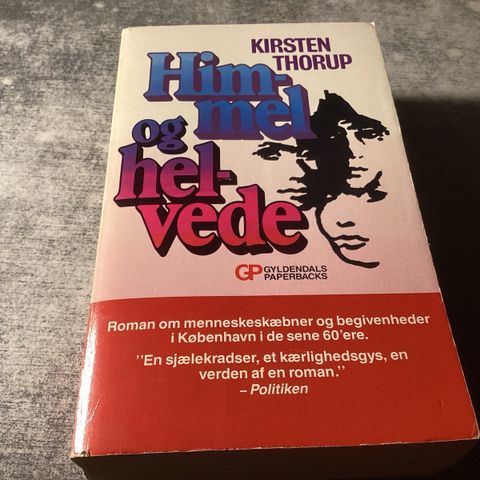 KIRSTEN
THORUP
Him-
mel
og
hel-
vede
GP GYLDENDALS
PAPERBACKS
Roman om menneskeskæbner og begivenheder
i København i de sene 60'ere.
"En sjælekradser, et kærlighedsgys, en
verden af en roman."
– Politiken